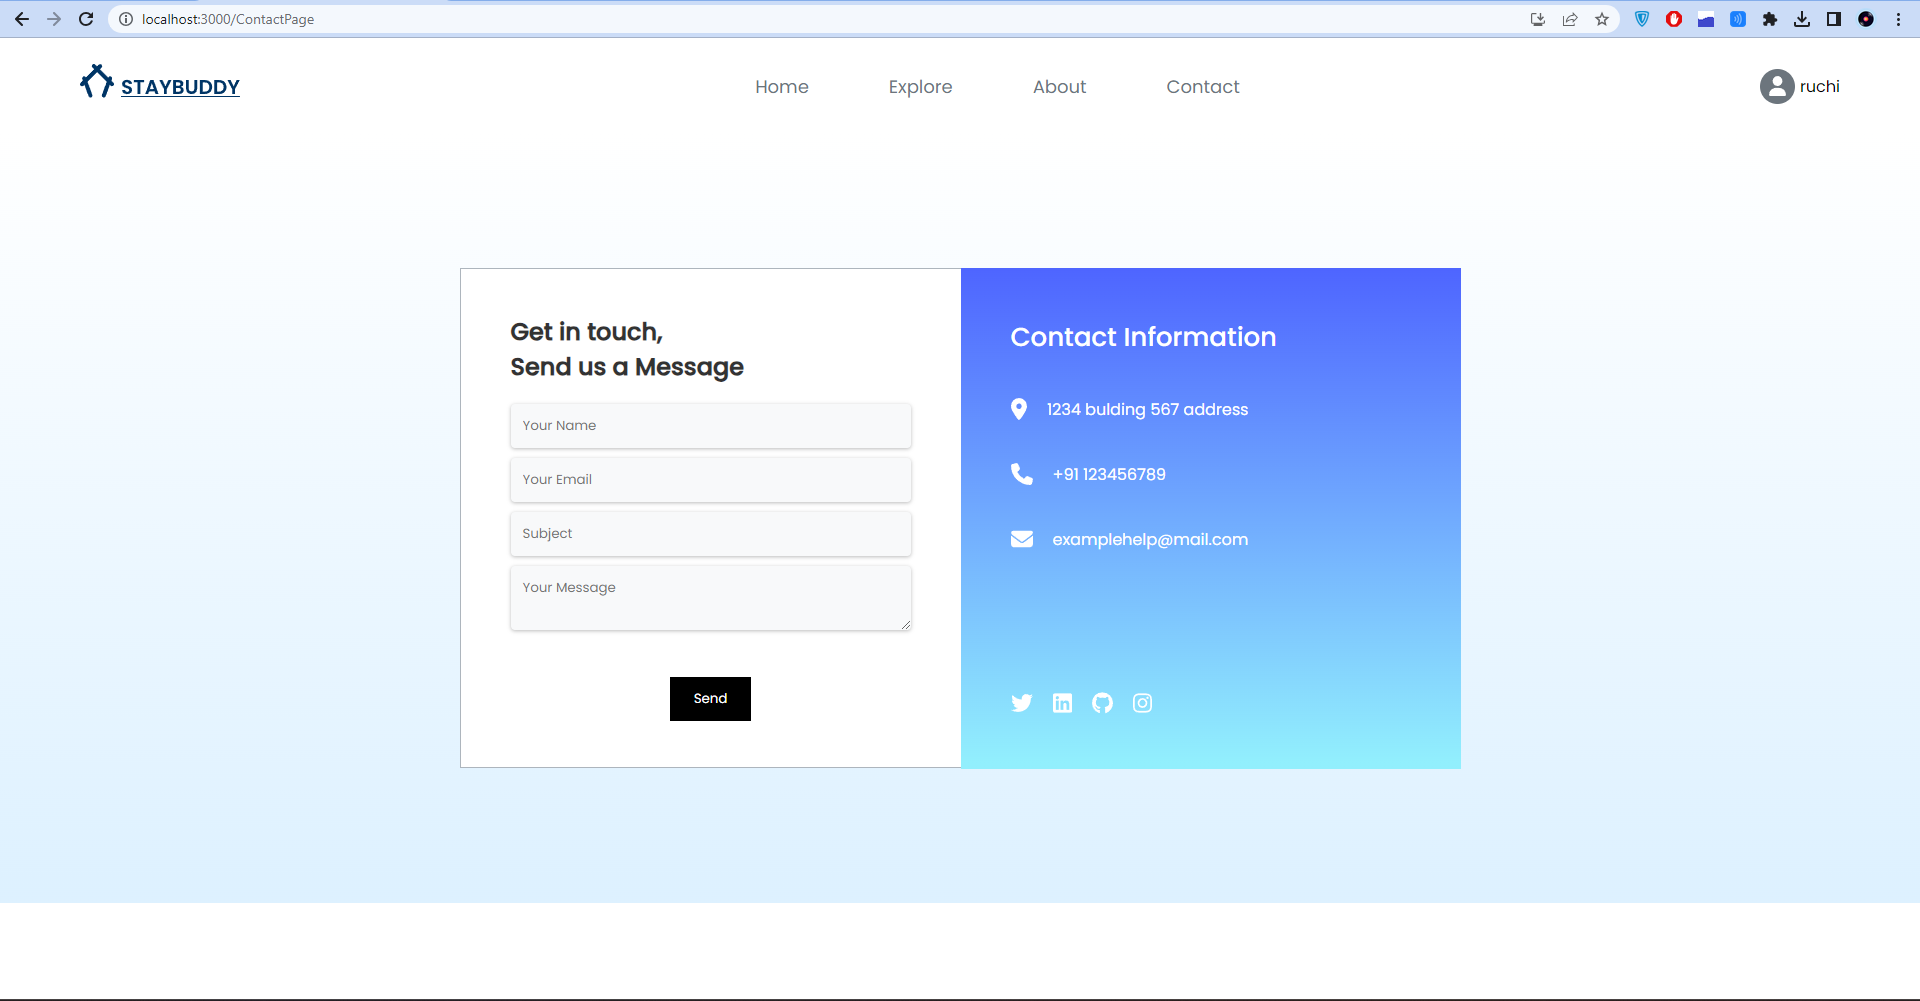 localhost:3000/ContactPage
STAYBUDDY
Home
Explore
About
Contact
ruchi
Get in touch,
Send us a Message
Your Name
Your Email
Subject
Your Message
Send
Contact Information
1234 bulding 567 address
+91 123456789
examplehelp@mail.com